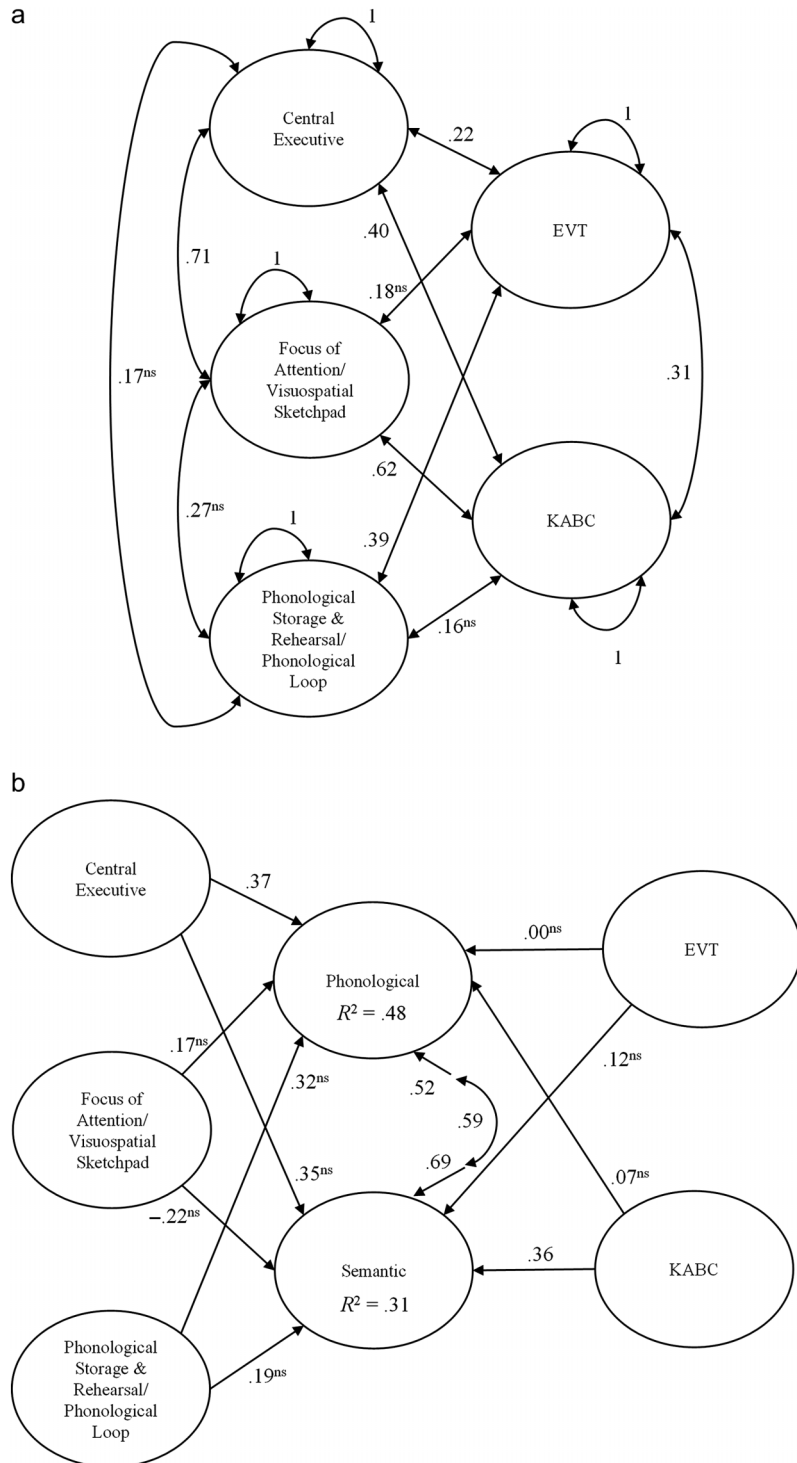 a
1
Central
Executive
.22
1
EVT
.40
.71
1
.18ns
Focus of
Attention/
Visuospatial
Sketchpad
.17ns
.31
.62
.27ns
1
.39
KABC
Phonological
Storage &
Rehearsal/
Phonological
Loop
.16ns
1
b
Central
Executive
.37
.00ns
EVT
Phonological
R² = .48
.17ns
.32ns
.12ns
.52
Focus of
Attention/
Visuospatial
Sketchpad
.59
.69
.35ns
.07ns
–.22ns
.36
Semantic
R² = .31
KABC
Phonological
Storage &
Rehearsal/
Phonological
Loop
.19ns